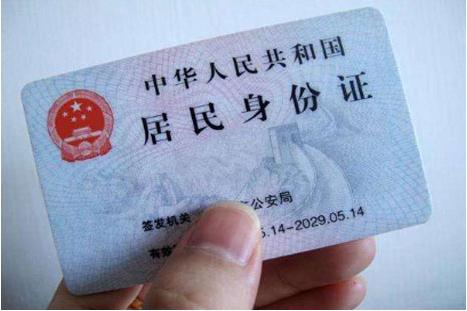 中华人民共和国
居民身份证
签发机关 公安局
有效 5.14-2029.05.14